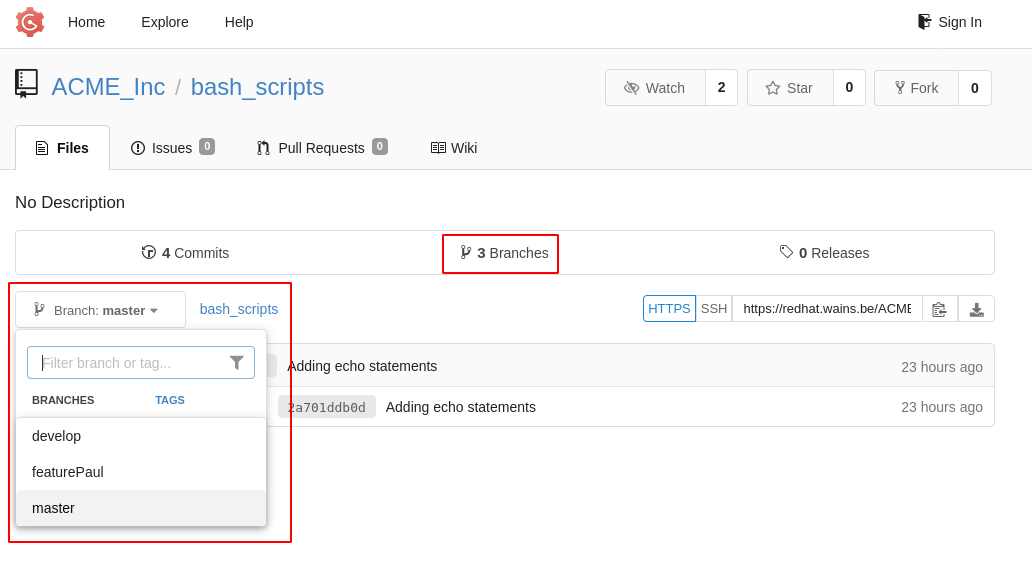 Home Explore Help Sign In
ACME_Inc / bash_scripts Watch 2 Star 0 Fork 0
Files Issues 0 Pull Requests 0 Wiki
No Description
4 Commits 3 Branches 0 Releases
Branch: master bash_scripts HTTPS SSH https://redhat.wains.be/ACME
Filter branch or tag... Adding echo statements 23 hours ago
BRANCHES TAGS 2a701ddb0d Adding echo statements 23 hours ago
develop
featurePaul
master